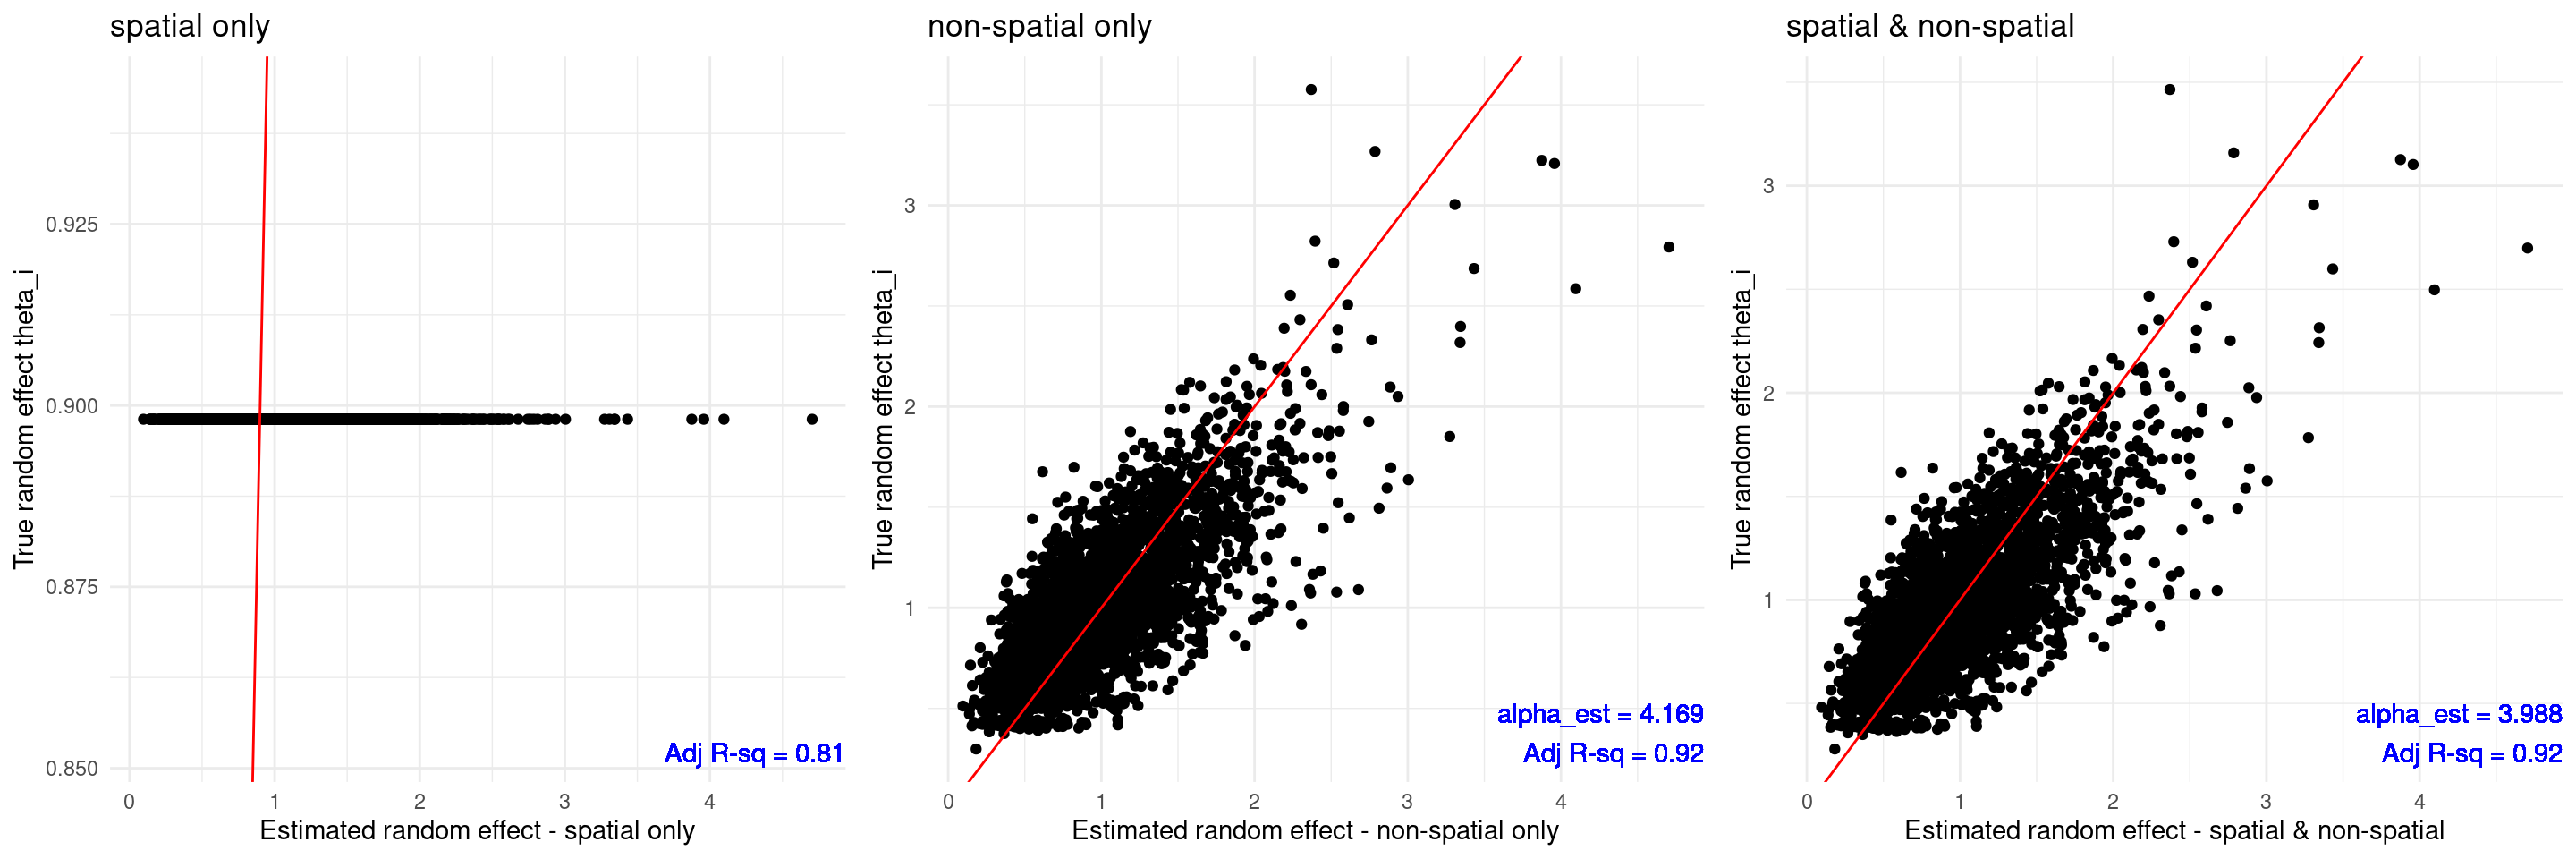 spatial only
True random effect theta_i
0.925
0.900
0.875
0.850
Adj R-sq = 0.81
0 1 2 3 4
Estimated random effect - spatial only
non-spatial only
True random effect theta_i
3
2
1
alpha_est = 4.169
Adj R-sq = 0.92
0 1 2 3 4
Estimated random effect - non-spatial only
spatial & non-spatial
True random effect theta_i
3
2
1
alpha_est = 3.988
Adj R-sq = 0.92
0 1 2 3 4
Estimated random effect - spatial & non-spatial